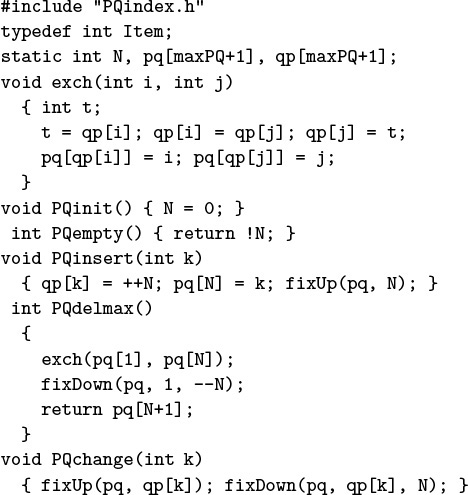 #include "PQindex.h"
typedef int Item;
static int N, pq[maxPQ+1], qp[maxPQ+1];
void exch(int i, int j)
  { int t;
    t = qp[i]; qp[i] = qp[j]; qp[j] = t;
    pq[qp[i]] = i; pq[qp[j]] = j;
  }
void PQinit() { N = 0; }
 int PQempty() { return !N; }
void PQinsert(int k)
  { qp[k] = ++N; pq[N] = k; fixUp(pq, N); }
 int PQdelmax()
  {
    exch(pq[1], pq[N]);
    fixDown(pq, 1, --N);
    return pq[N+1];
  }
void PQchange(int k)
  { fixUp(pq, qp[k]); fixDown(pq, qp[k], N); }